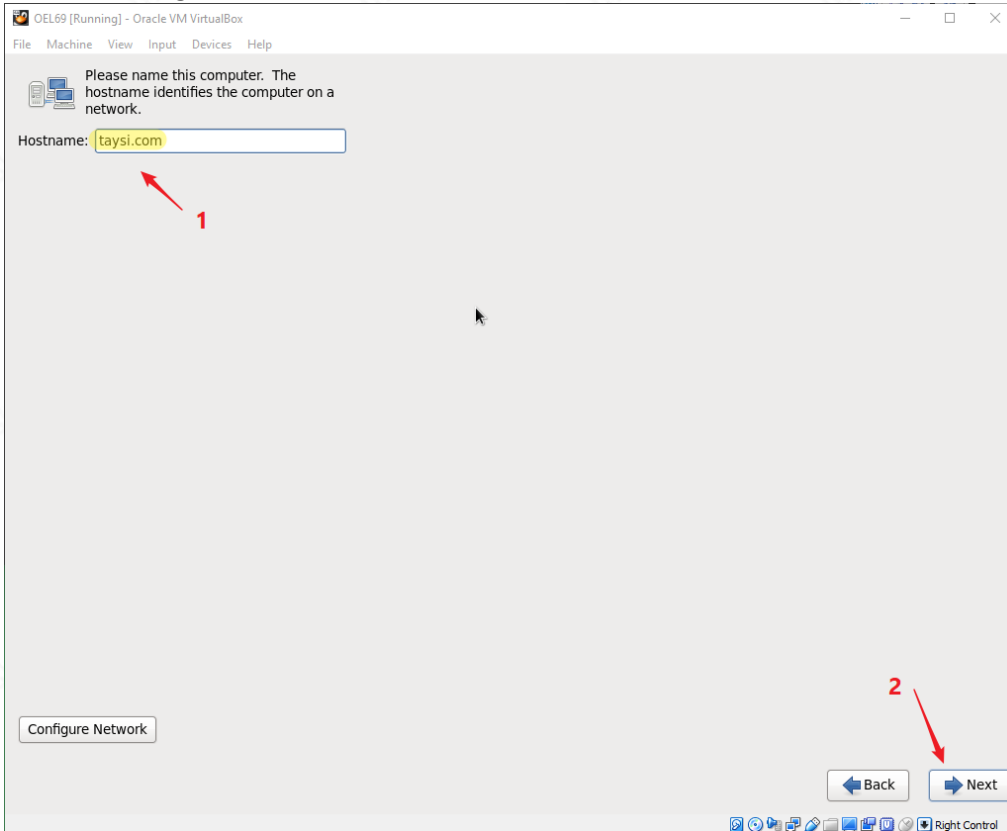 OEL69 [Running] - Oracle VM VirtualBox
File Machine View Input Devices Help
Please name this computer. The
hostname identifies the computer on a
network.
Hostname: taysi.com
1
2
Configure Network
Back Next
Right Control